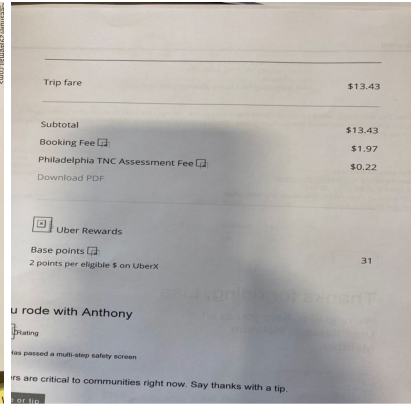 Trip fare $13.43
Subtotal $13.43
Booking Fee $1.97
Philadelphia TNC Assessment Fee $0.22
Download PDF
Uber Rewards
Base points 31
2 points per eligible $ on UberX
u rode with Anthony
Rating
Has passed a multi-step safety screen
rs are critical to communities right now. Say thanks with a tip.
or tip